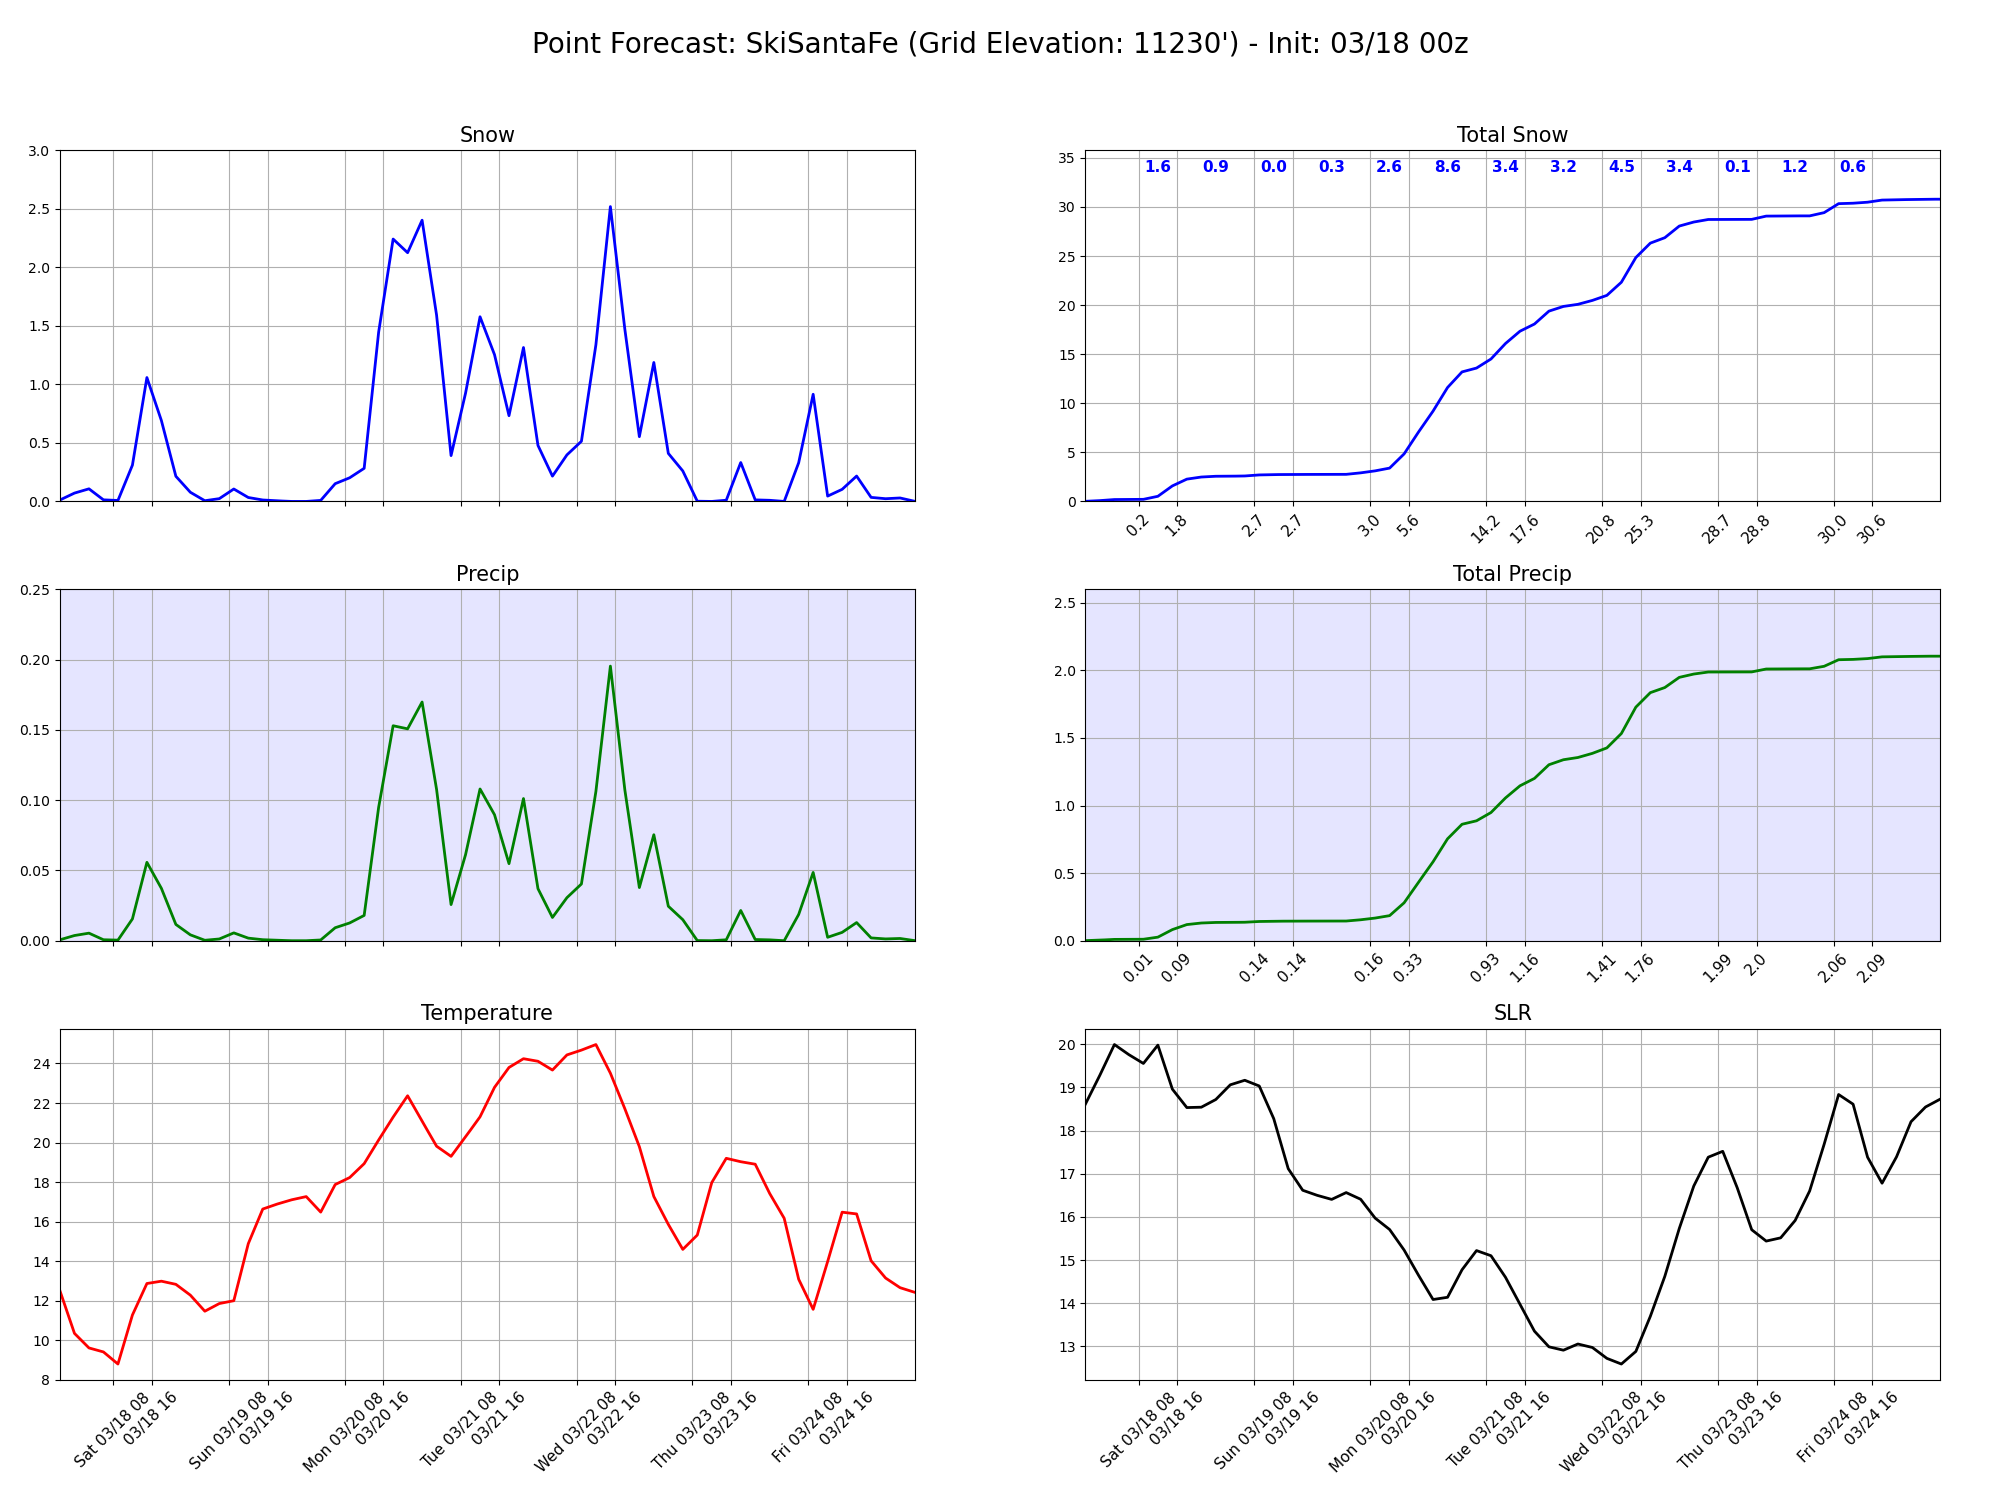 Point Forecast: SkiSantaFe (Grid Elevation: 11230') - Init: 03/18 00z
Snow
3.0
2.5
2.0
1.5
1.0
0.5
0.0
Total Snow
35
30
25
20
15
10
5
0
1.6 0.9 0.0 0.3 2.6 8.6 3.4 3.2 4.5 3.4 0.1 1.2 0.6
0.2 1.8 2.7 2.7 3.0 5.6 14.2 17.6 20.8 25.3 28.7 28.8 30.0 30.6
Precip
0.25
0.20
0.15
0.10
0.05
0.00
Total Precip
2.5
2.0
1.5
1.0
0.5
0.0
0.01 0.09 0.14 0.14 0.16 0.33 0.93 1.16 1.41 1.76 1.99 2.0 2.06 2.09
Temperature
24
22
20
18
16
14
12
10
8
Sat 03/18 08
03/18 16
Sun 03/19 08
03/19 16
Mon 03/20 08
03/20 16
Tue 03/21 08
03/21 16
Wed 03/22 08
03/22 16
Thu 03/23 08
03/23 16
Fri 03/24 08
03/24 16
SLR
20
19
18
17
16
15
14
13
Sat 03/18 08
03/18 16
Sun 03/19 08
03/19 16
Mon 03/20 08
03/20 16
Tue 03/21 08
03/21 16
Wed 03/22 08
03/22 16
Thu 03/23 08
03/23 16
Fri 03/24 08
03/24 16